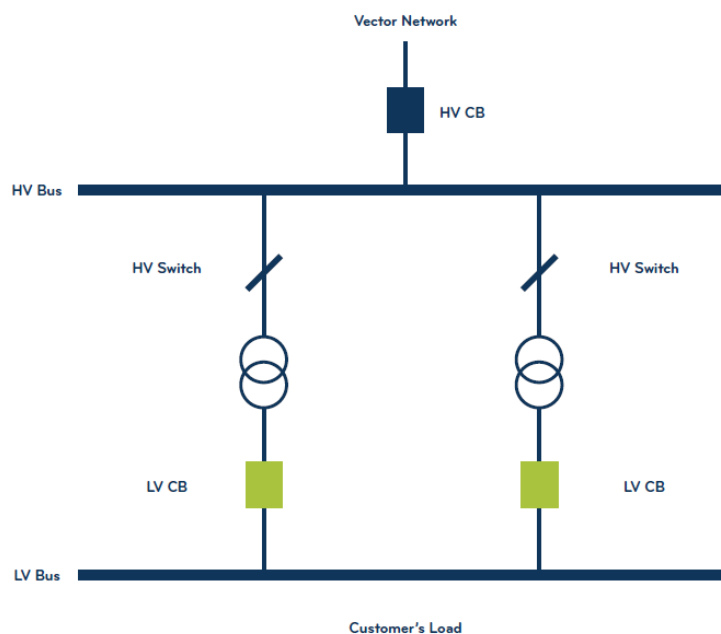 Vector Network
HV CB
HV Bus
HV Switch
HV Switch
LV CB
LV CB
LV Bus
Customer's Load